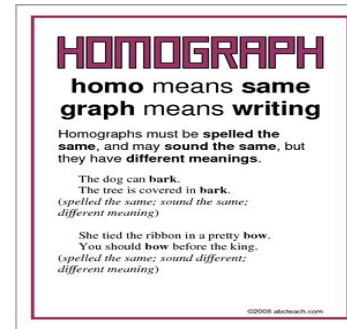 HOMOGRAPH
homo means same
graph means writing
Homographs must be spelled the
same, and may sound the same, but
they have different meanings.
The dog can bark.
The tree is covered in bark.
(spelled the same; sound the same;
different meaning)
She tied the ribbon in a pretty bow.
You should bow before the king.
(spelled the same; sound different;
different meaning)
©2008 abcteach.com